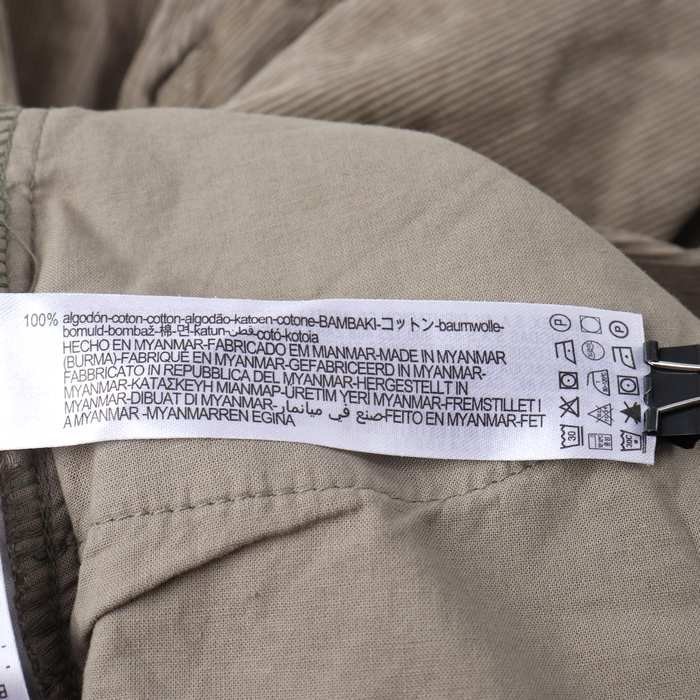 100% algodón-coton-cotton-algodão-katoen-cotone-BAMBAKI-コットン-baumwolle-
bomuld-bombaž-棉-면-katun-قطن-cotó-kotoia
HECHO EN MYANMAR-FABRICADO EM MIANMAR-MADE IN MYANMAR
(BURMA)-FABRIQUÉ EN MYANMAR-GEFABRICEERD IN MYANMAR-
FABBRICATO IN REPUBBLICA DEL MYANMAR-HERGESTELLT IN
MYANMAR-ΚΑΤΑΣΚΕΥΗ ΜΙΑΝΜΑΡ-ÜRETİM YERİ MYANMAR-FREMSTILLET I
MYANMAR-DIBUAT DI MYANMAR-صنع في ميانمار-FEITO EN MYANMAR-FET
A MYANMAR -MYANMARREN EGINA
P
30